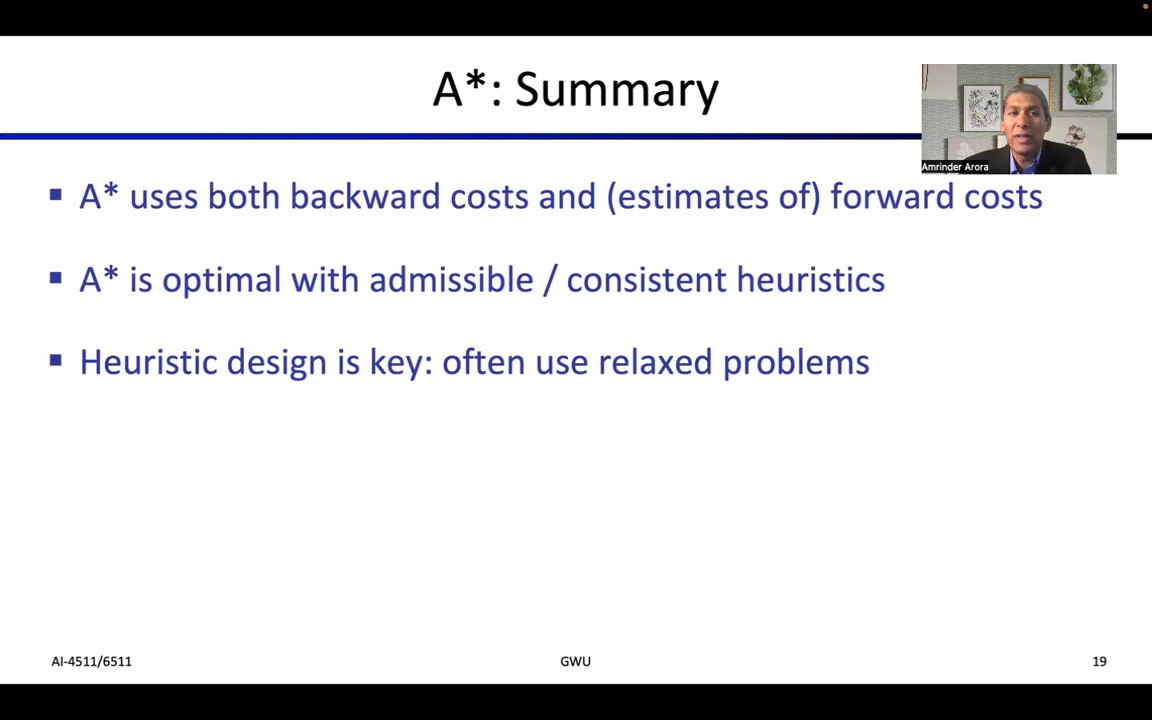 A*: Summary
Amrinder Arora
▪ A* uses both backward costs and (estimates of) forward costs
▪ A* is optimal with admissible / consistent heuristics
▪ Heuristic design is key: often use relaxed problems
AI-4511/6511
GWU
19